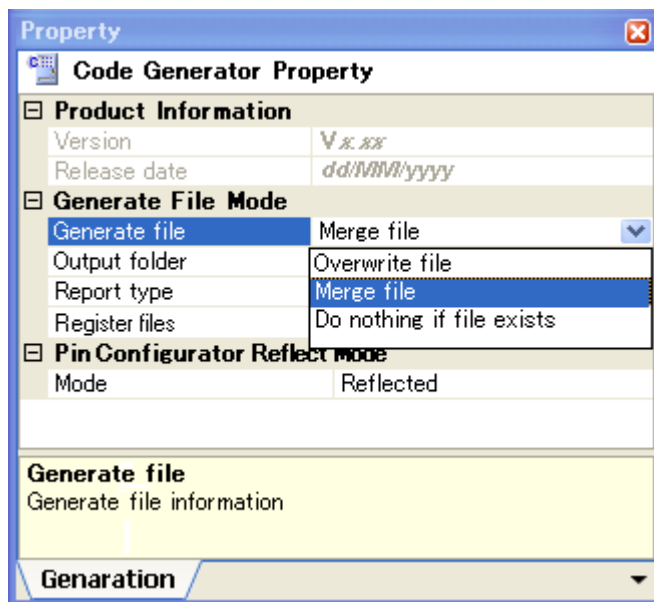 Property
Code Generator Property
Product Information
Version V x.xx
Release date dd/MM/yyyy
Generate File Mode
Generate file Merge file
Output folder Overwrite file
Report type Merge file
Register files Do nothing if file exists
Pin Configurator Reflect Mode
Mode Reflected
Generate file
Generate file information
Genaration